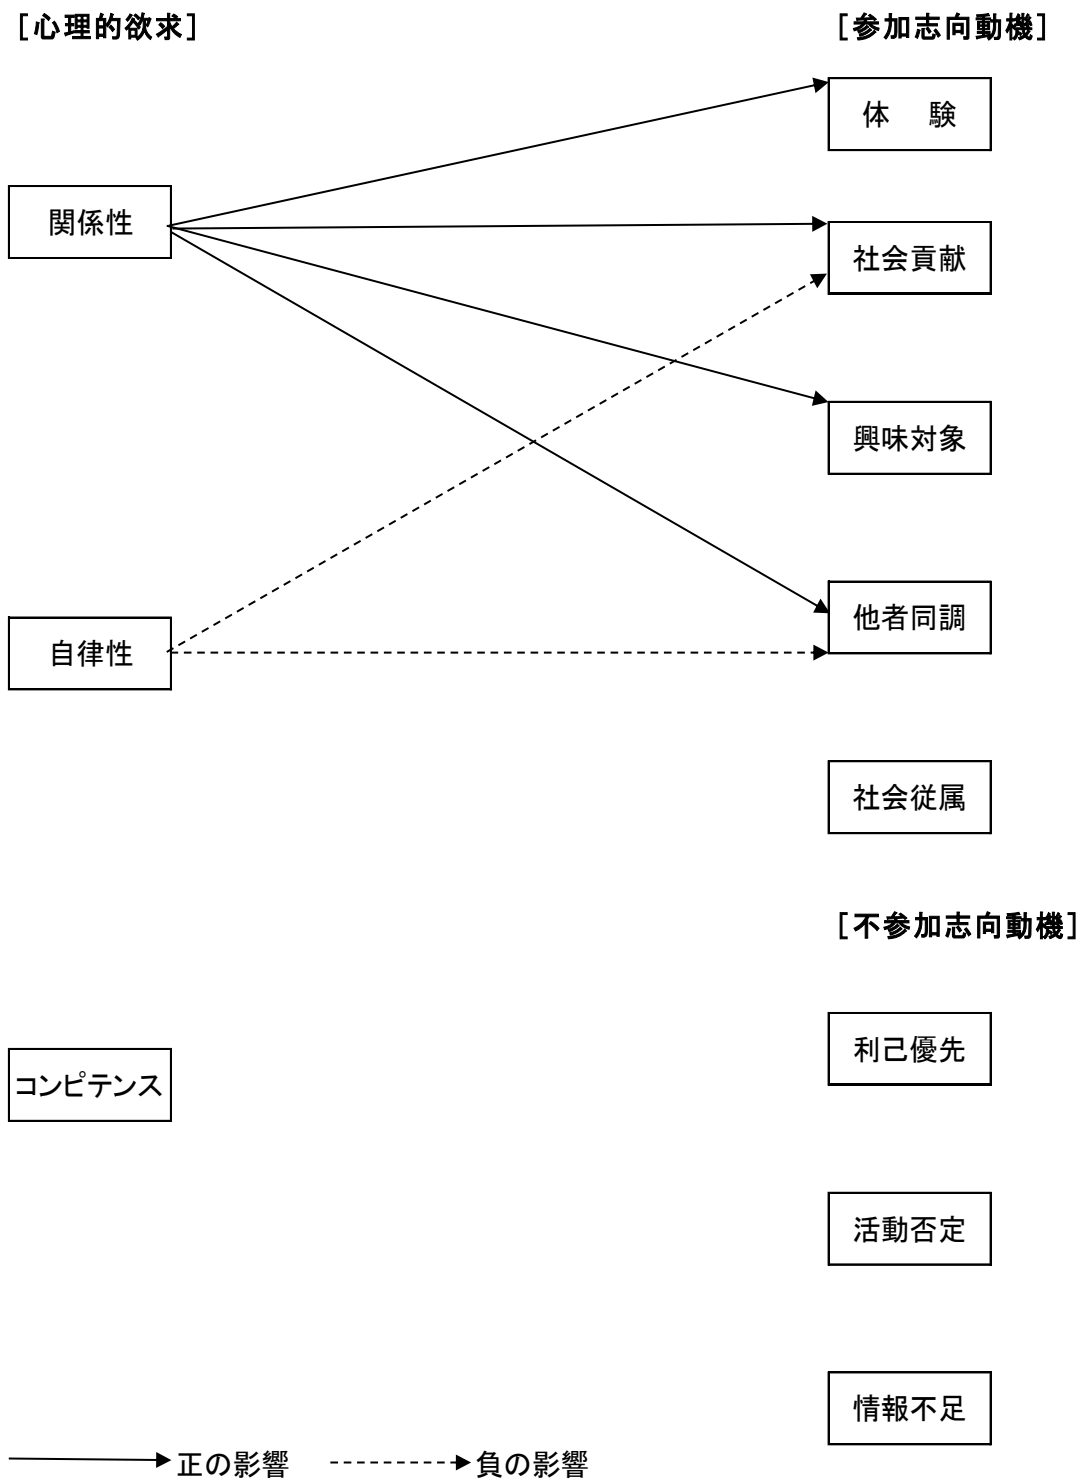 ［心理的欲求］
［参加志向動機］
体　験
関係性
社会貢献
興味対象
他者同調
自律性
社会従属
［不参加志向動機］
利己優先
コンピテンス
活動否定
情報不足
正の影響
負の影響